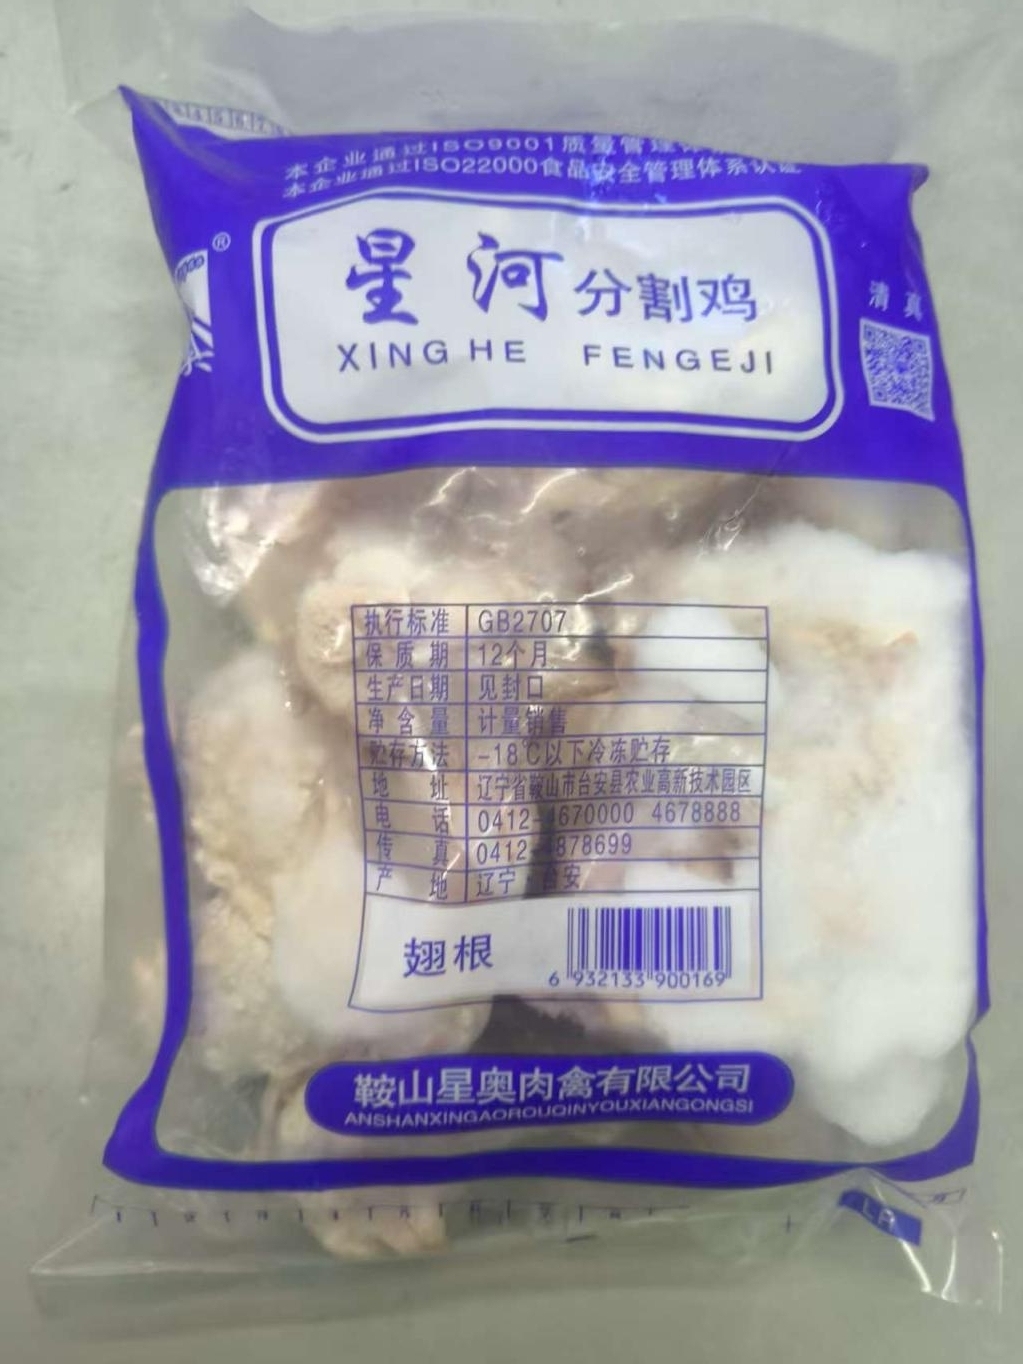 本企业通过ISO9001质量管理体系
本企业通过ISO22000食品安全管理体系认证
®
星河分割鸡
XING HE FENGEJI
清真
执行标准 GB2707
保质期 12个月
生产日期 见封口
净含量 计量销售
贮存方法 -18℃以下冷冻贮存
地址 辽宁省鞍山市台安县农业高新技术园区
电话 0412-4670000 4678888
传真 0412-4878699
产地 辽宁 台安
翅根
6 932133 900169
鞍山星奥肉禽有限公司
ANSHANXINGAOROUQINYOUXIANGONGSI